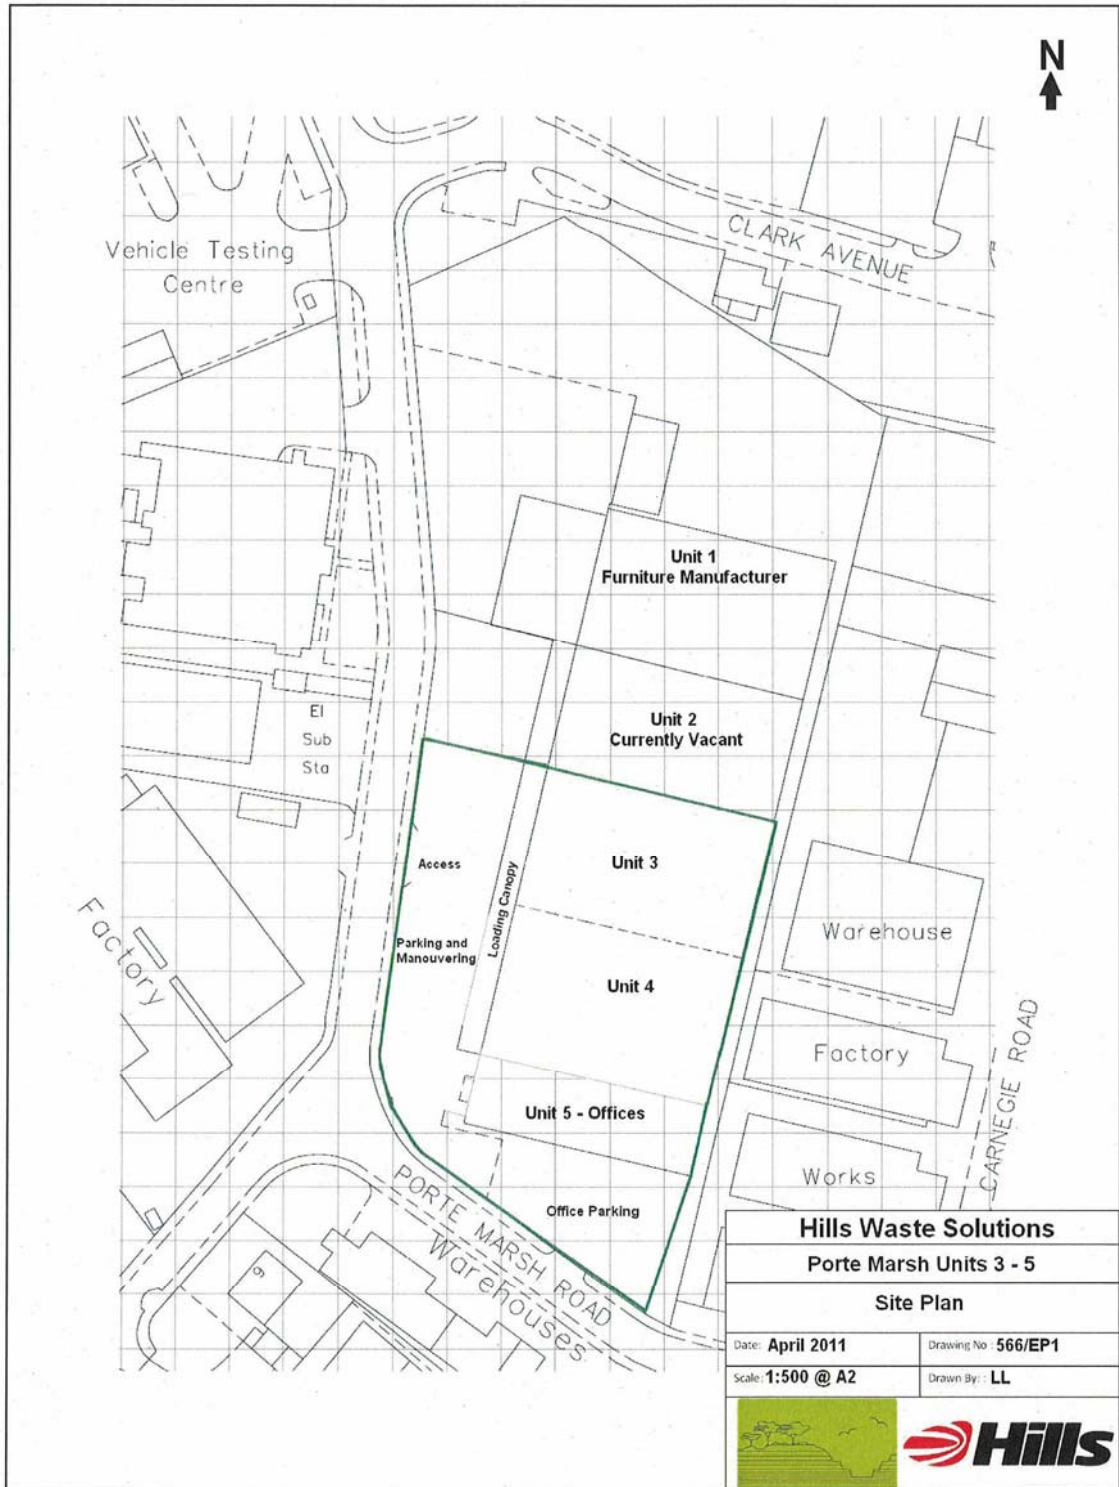 N
CLARK AVENUE
Vehicle Testing
Centre
Unit 1
Furniture Manufacturer
Unit 2
Currently Vacant
El
Sub
Sta
Access
Unit 3
Loading Canopy
Parking and
Manouvering
Unit 4
Factory
Warehouse
Factory
CARNEGIE ROAD
Unit 5 - Offices
Works
Office Parking
PORTE MARSH ROAD
Warehouses
9
Hills Waste Solutions
Porte Marsh Units 3 - 5
Site Plan
Date: April 2011
Drawing No : 566/EP1
Scale: 1:500 @ A2
Drawn By: : LL
Hills